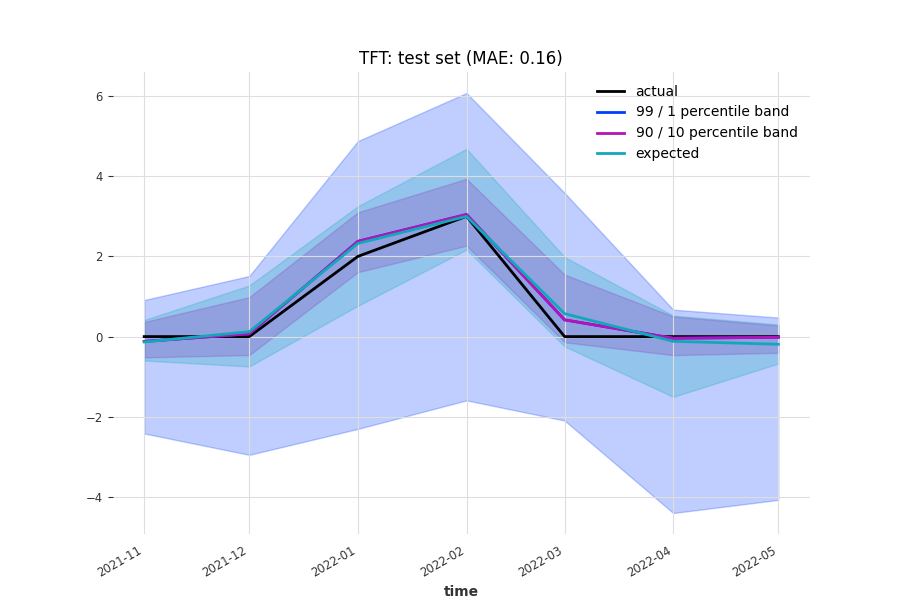 TFT: test set (MAE: 0.16)
actual
99 / 1 percentile band
90 / 10 percentile band
expected
6
4
2
0
−2
−4
2021-11
2021-12
2022-01
2022-02
2022-03
2022-04
2022-05
time